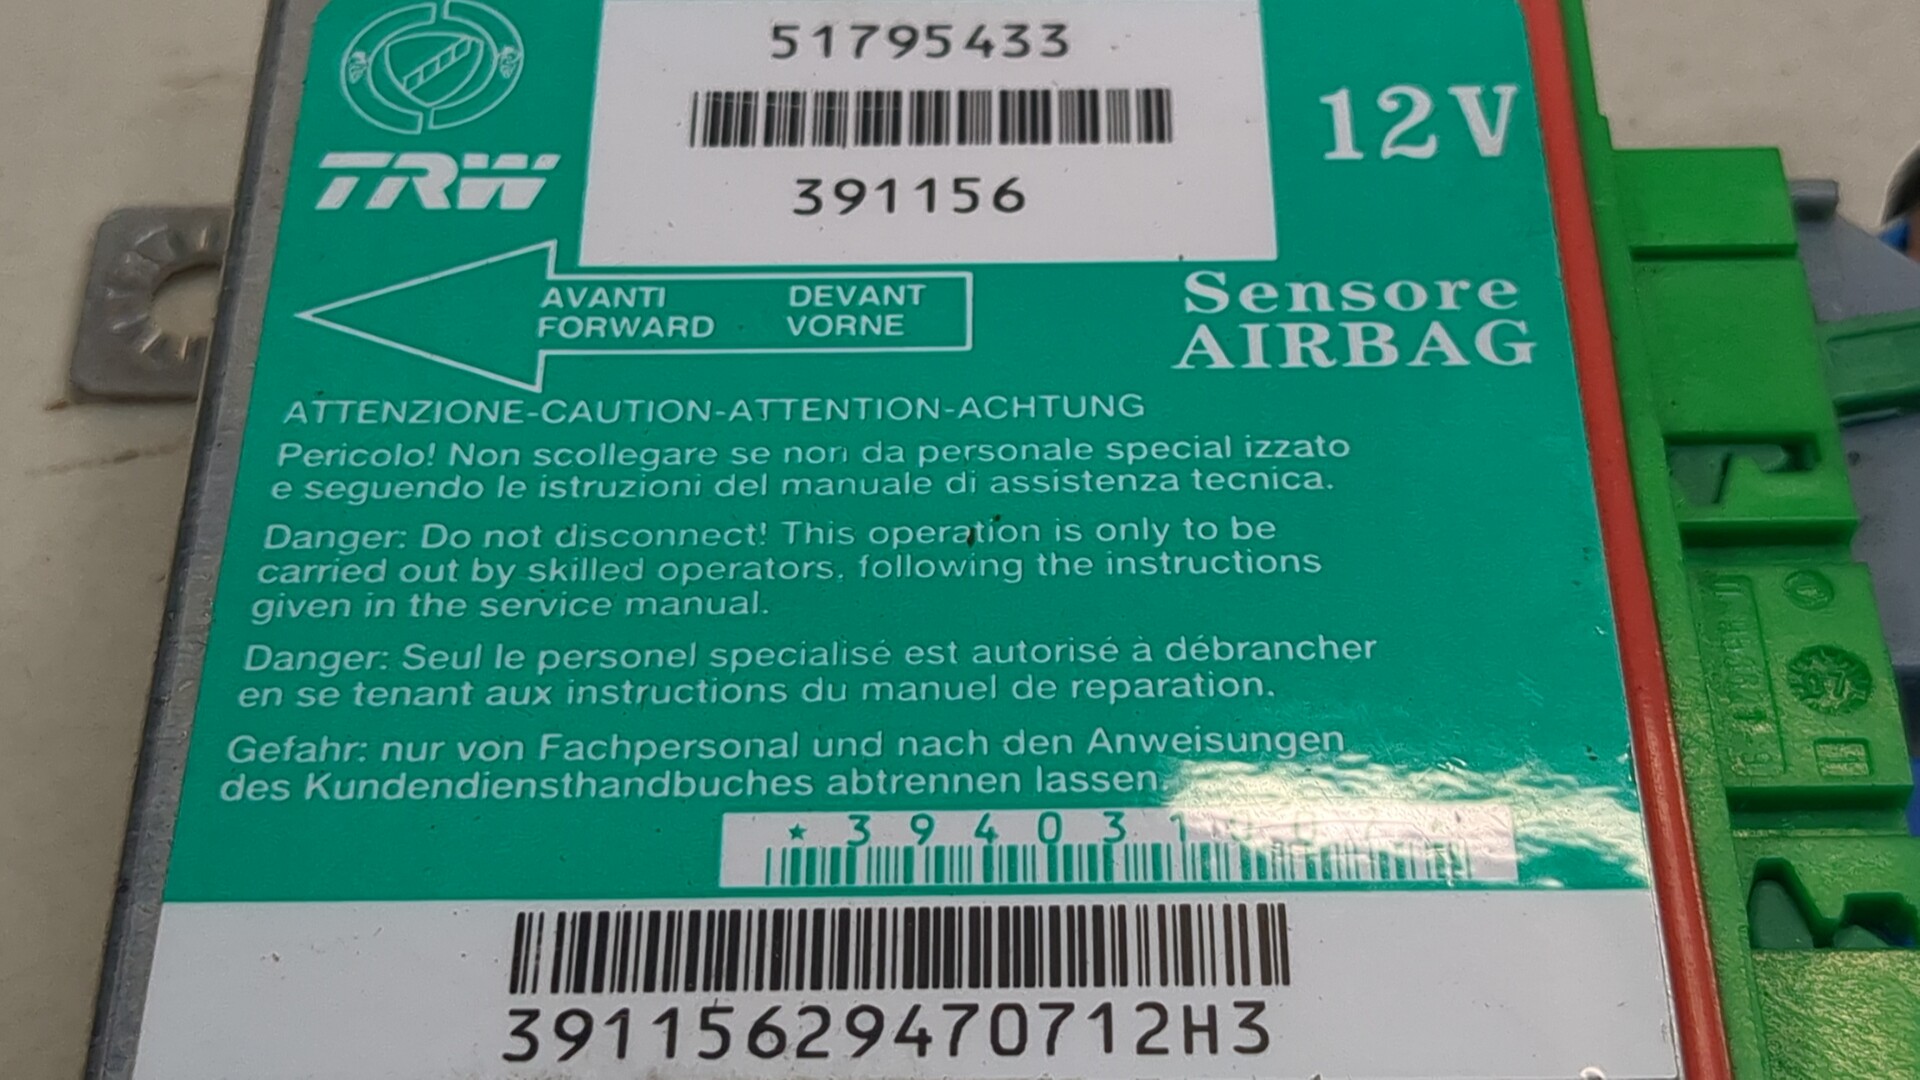 51795433
12V
TRW
391156
AVANTI DEVANT
FORWARD VORNE
Sensore
AIRBAG
ATTENZIONE-CAUTION-ATTENTION-ACHTUNG
Pericolo! Non scollegare se non da personale special izzato
e seguendo le istruzioni del manuale di assistenza tecnica.
Danger: Do not disconnect! This operation is only to be
carried out by skilled operators, following the instructions
given in the service manual.
Danger: Seul le personel specialisé est autorisé à débrancher
en se tenant aux instructions du manuel de reparation.
Gefahr: nur von Fachpersonal und nach den Anweisungen
des Kundendiensthandbuches abtrennen lassen.
39115629470712H3